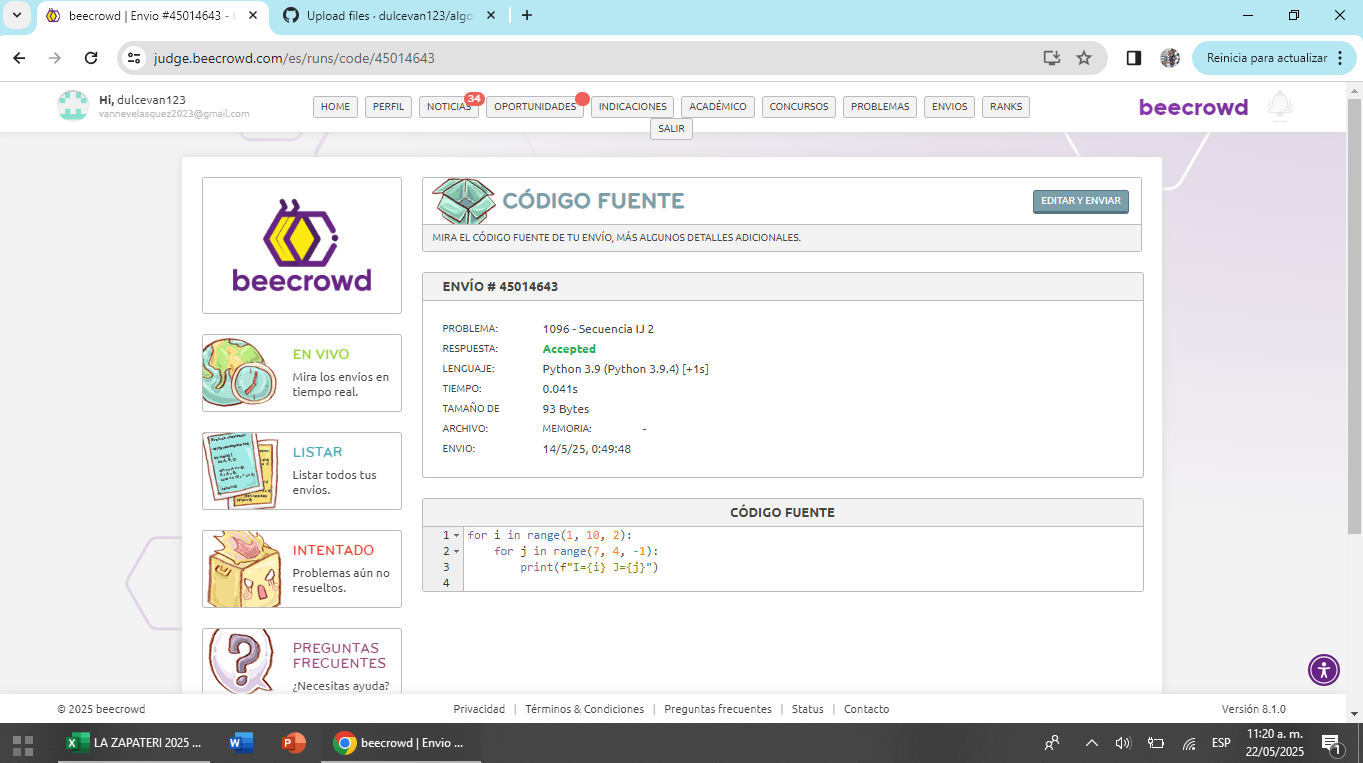 beecrowd | Envio #45014643 -
Upload files · dulcevan123/algo
judge.beecrowd.com/es/runs/code/45014643
Reinicia para actualizar
Hi, dulcevan123
vannevelasquez2023@gmail.com
HOME
PERFIL
NOTICIAS
34
OPORTUNIDADES
INDICACIONES
ACADÉMICO
CONCURSOS
PROBLEMAS
ENVIOS
RANKS
SALIR
beecrowd
beecrowd
CÓDIGO FUENTE
EDITAR Y ENVIAR
MIRA EL CÓDIGO FUENTE DE TU ENVÍO, MÁS ALGUNOS DETALLES ADICIONALES.
ENVÍO # 45014643
PROBLEMA: 1096 - Secuencia IJ 2
RESPUESTA: Accepted
LENGUAJE: Python 3.9 (Python 3.9.4) [+1s]
TIEMPO: 0.041s
TAMAÑO DE 93 Bytes
ARCHIVO: MEMORIA: -
ENVIO: 14/5/25, 0:49:48
EN VIVO
Mira los envíos en
tiempo real.
LISTAR
Listar todos tus
envíos.
INTENTADO
Problemas aún no
resueltos.
PREGUNTAS
FRECUENTES
¿Necesitas ayuda?
CÓDIGO FUENTE
1 for i in range(1, 10, 2):
2     for j in range(7, 4, -1):
3         print(f"I={i} J={j}")
4
© 2025 beecrowd
Privacidad | Términos & Condiciones | Preguntas frecuentes | Status | Contacto
Versión 8.1.0
LA ZAPATERI 2025 ...
beecrowd | Envio ...
ESP
11:20 a. m.
22/05/2025
1